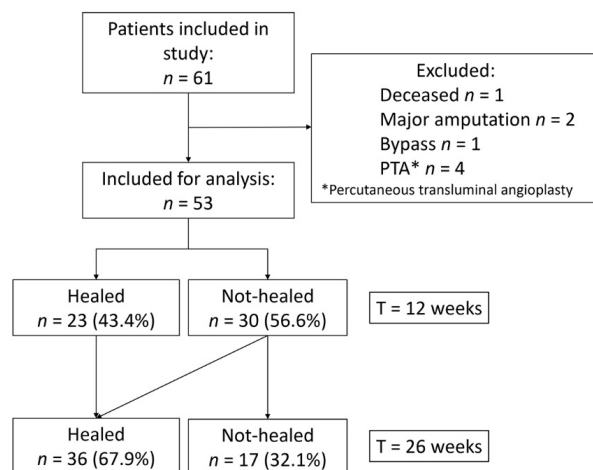 Patients included in
study:
n = 61
Excluded:
Deceased n = 1
Major amputation n = 2
Bypass n = 1
PTA* n = 4
*Percutaneous transluminal angioplasty
Included for analysis:
n = 53
Healed
n = 23 (43.4%)
Not-healed
n = 30 (56.6%)
T = 12 weeks
Healed
n = 36 (67.9%)
Not-healed
n = 17 (32.1%)
T = 26 weeks